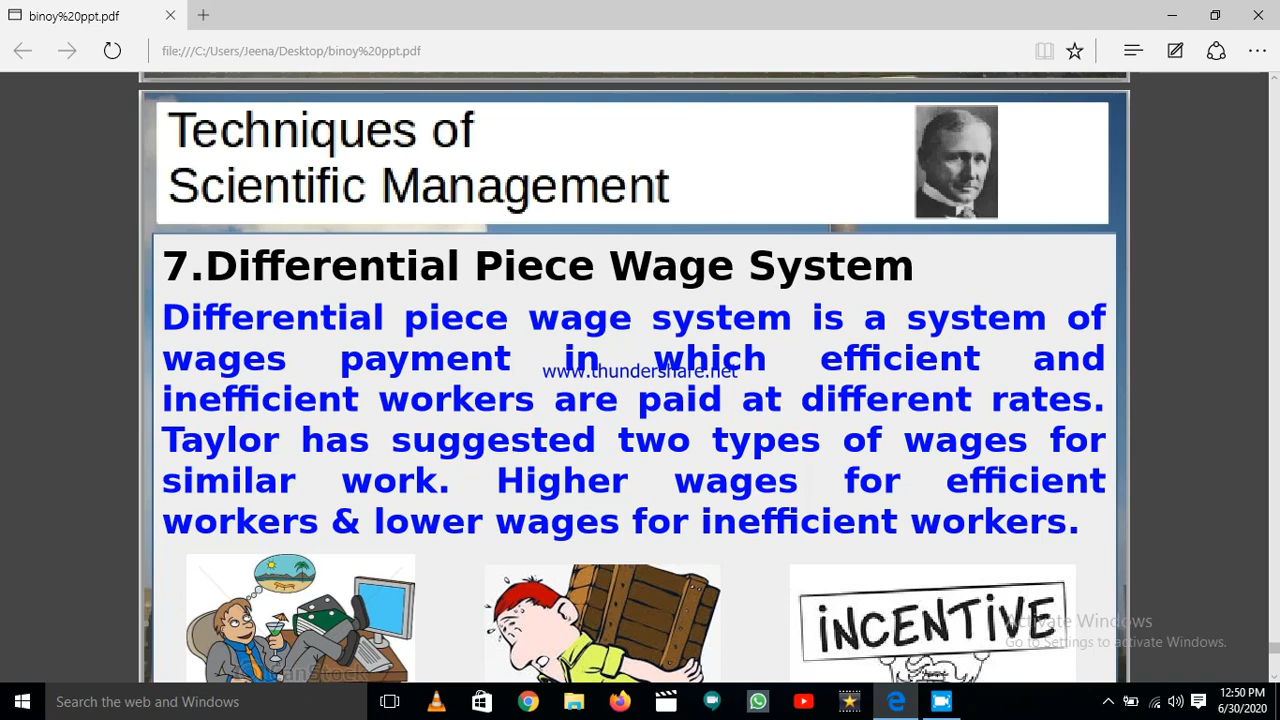 binoy%20ppt.pdf
file:///C:/Users/Jeena/Desktop/binoy%20ppt.pdf
Techniques of
Scientific Management
7.Differential Piece Wage System
Differential piece wage system is a system of
wages payment in which efficient and
www.thundershare.net
inefficient workers are paid at different rates.
Taylor has suggested two types of wages for
similar work. Higher wages for efficient
workers & lower wages for inefficient workers.
iNCENTiVE
Activate Windows
Go to Settings to activate Windows.
Search the web and Windows
12:50 PM
6/30/2020